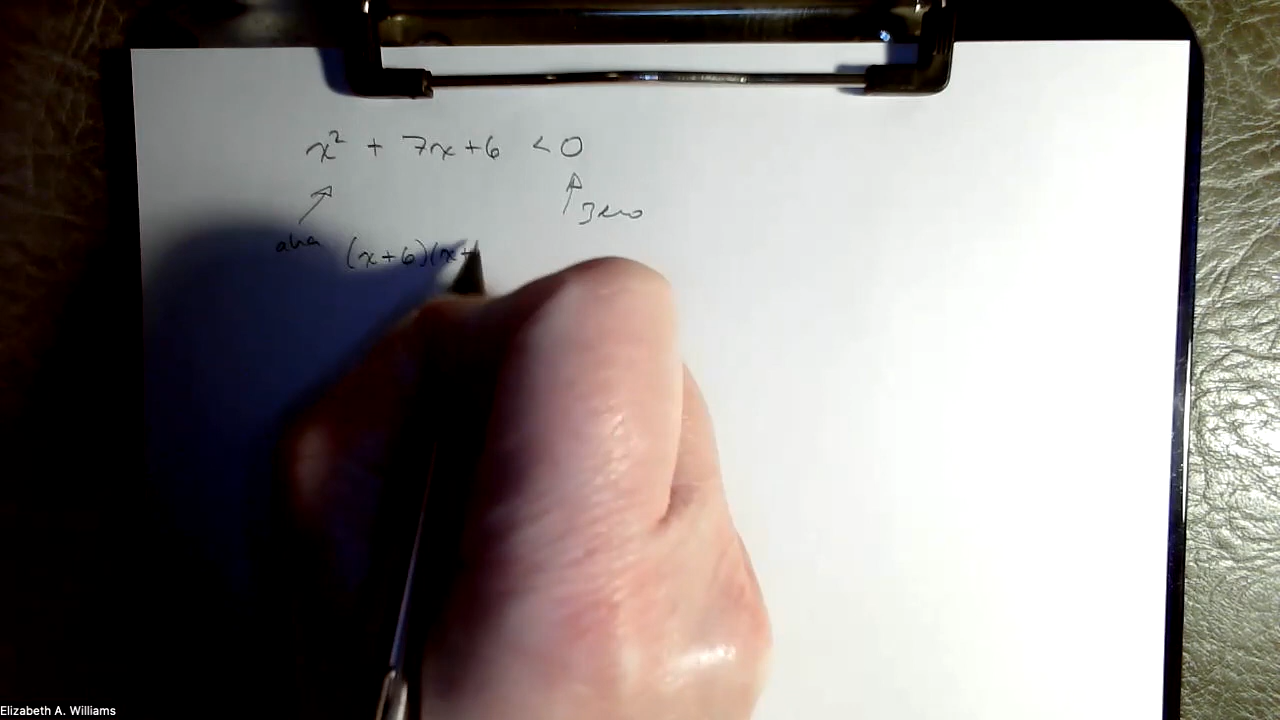 x² + 7x+6 <0
zero
aha (x+6)(x+
Elizabeth A. Williams